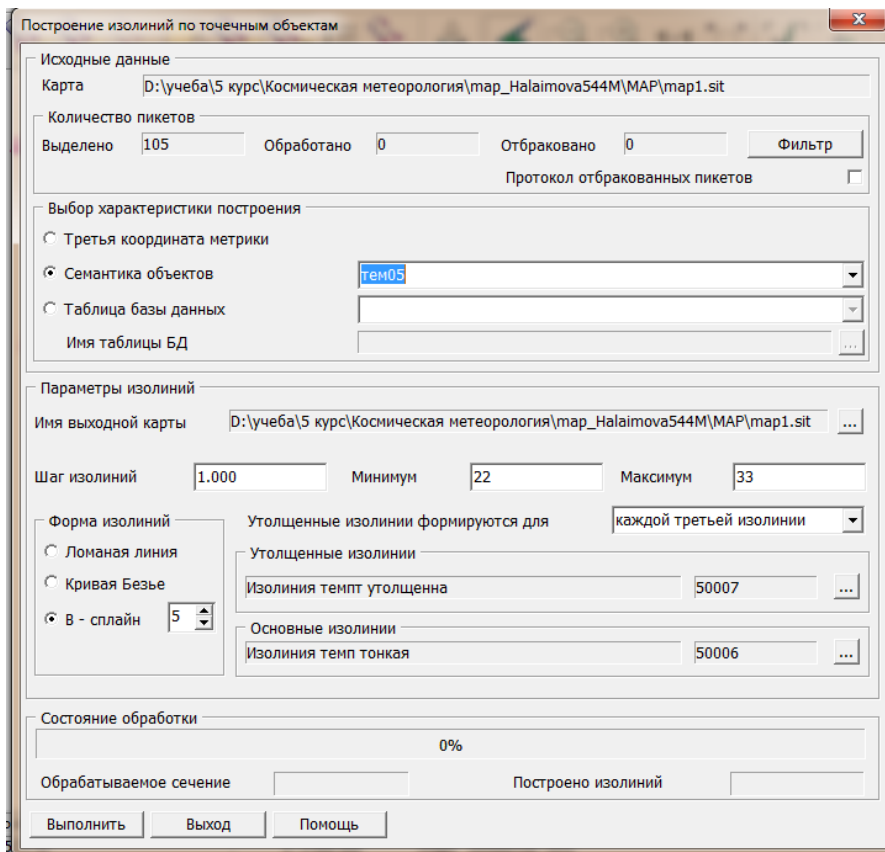 Построение изолиний по точечным объектам
x
Исходные данные
Карта D:\учеба\5 курс\Космическая метеорология\map_Halaimova544M\MAP\map1.sit
Количество пикетов
Выделено 105 Обработано 0 Отбраковано 0 Фильтр
Протокол отбракованных пикетов
Выбор характеристики построения
Третья координата метрики
Семантика объектов тем05
Таблица базы данных
Имя таблицы БД ...
Параметры изолиний
Имя выходной карты D:\учеба\5 курс\Космическая метеорология\map_Halaimova544M\MAP\map1.sit ...
Шаг изолиний 1.000 Минимум 22 Максимум 33
Форма изолиний Утолщенные изолинии формируются для каждой третьей изолинии
Ломаная линия
Кривая Безье
В - сплайн 5
Утолщенные изолинии
Изолиния темпт утолщенна 50007 ...
Основные изолинии
Изолиния темп тонкая 50006 ...
Состояние обработки
0%
Обрабатываемое сечение Построено изолиний
Выполнить Выход Помощь